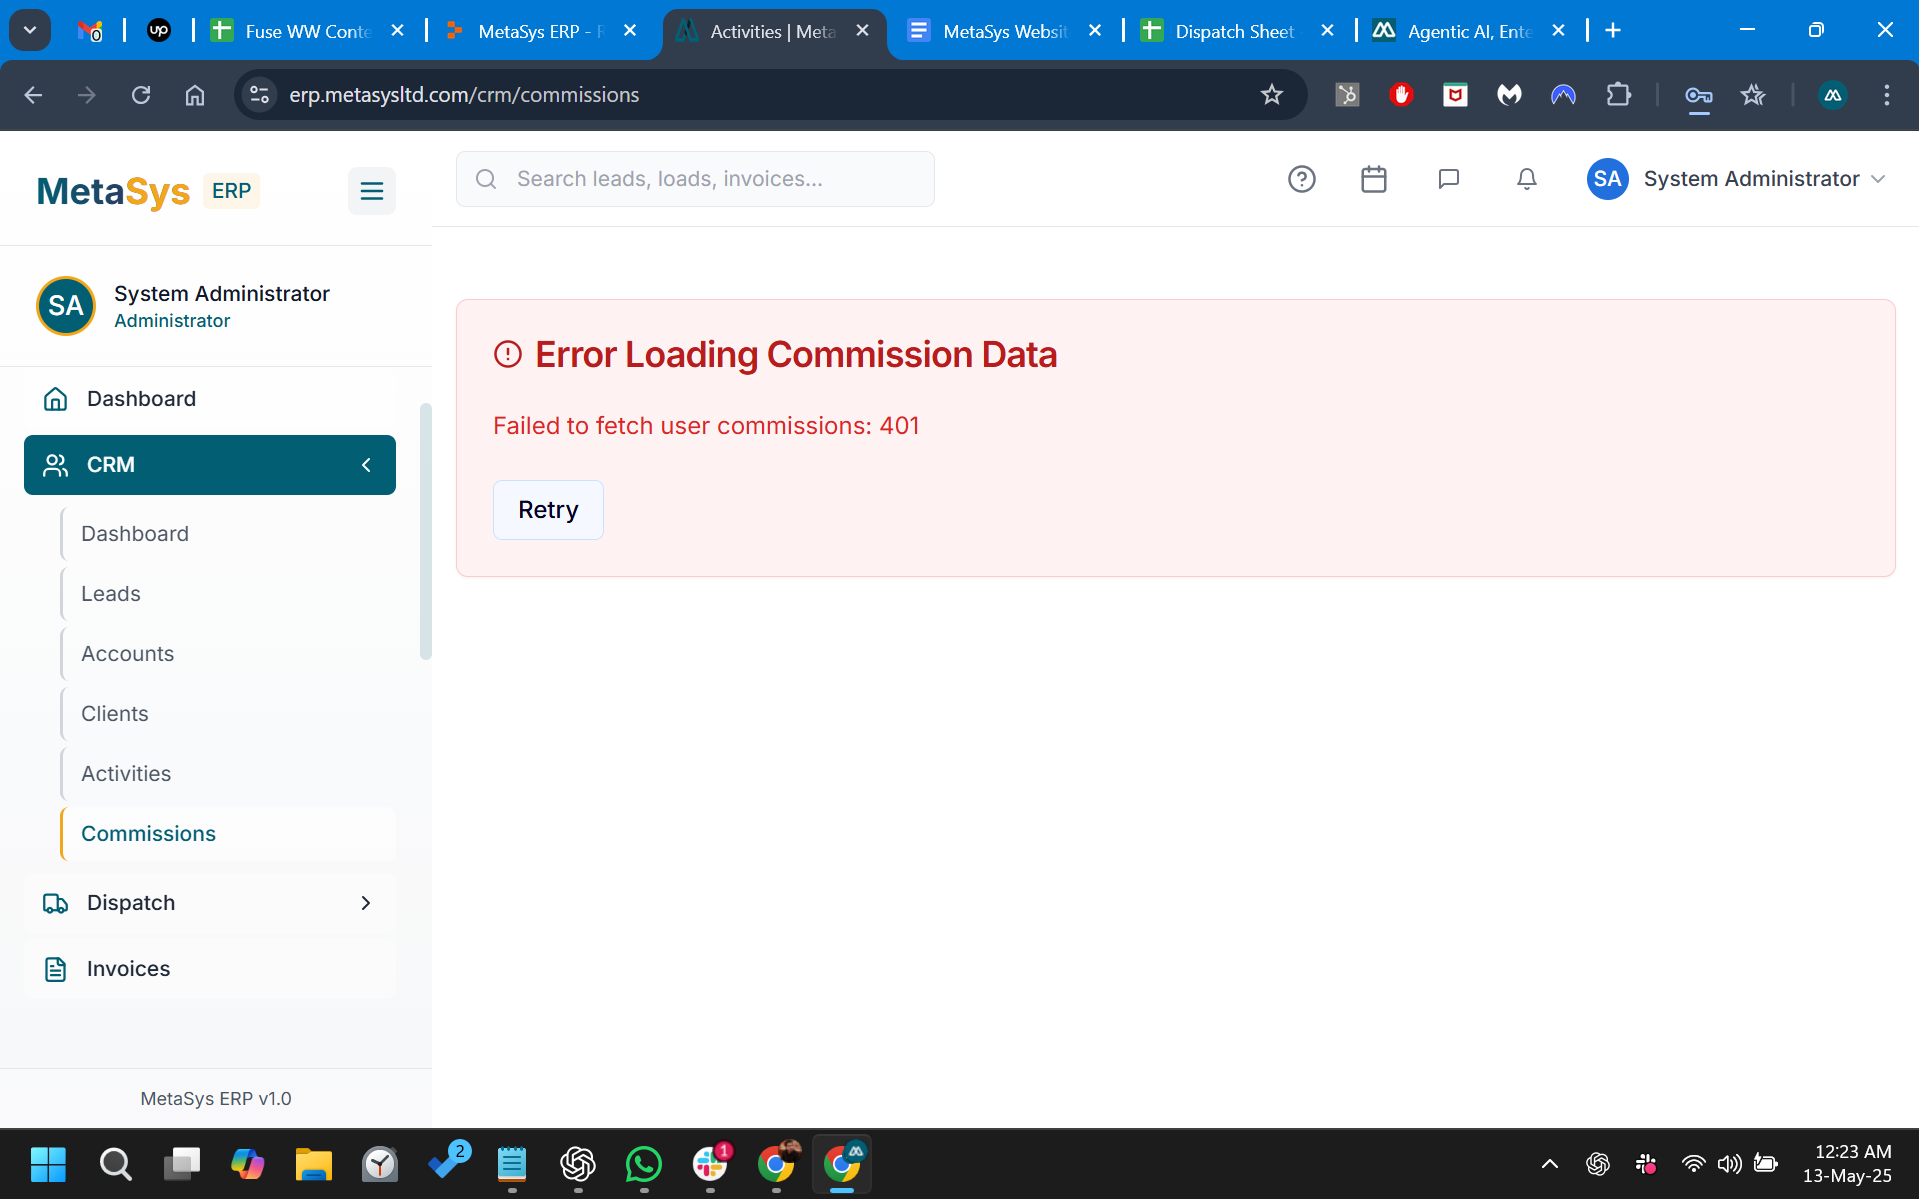 Fuse WW Conte
MetaSys ERP - R
Activities | Meta
MetaSys Websit
Dispatch Sheet
Agentic AI, Ente
erp.metasysltd.com/crm/commissions
MetaSys ERP
Search leads, loads, invoices...
SA System Administrator
SA
System Administrator
Administrator
Dashboard
CRM
Dashboard
Leads
Accounts
Clients
Activities
Commissions
Dispatch
Invoices
MetaSys ERP v1.0
Error Loading Commission Data
Failed to fetch user commissions: 401
Retry
2
1
12:23 AM
13-May-25